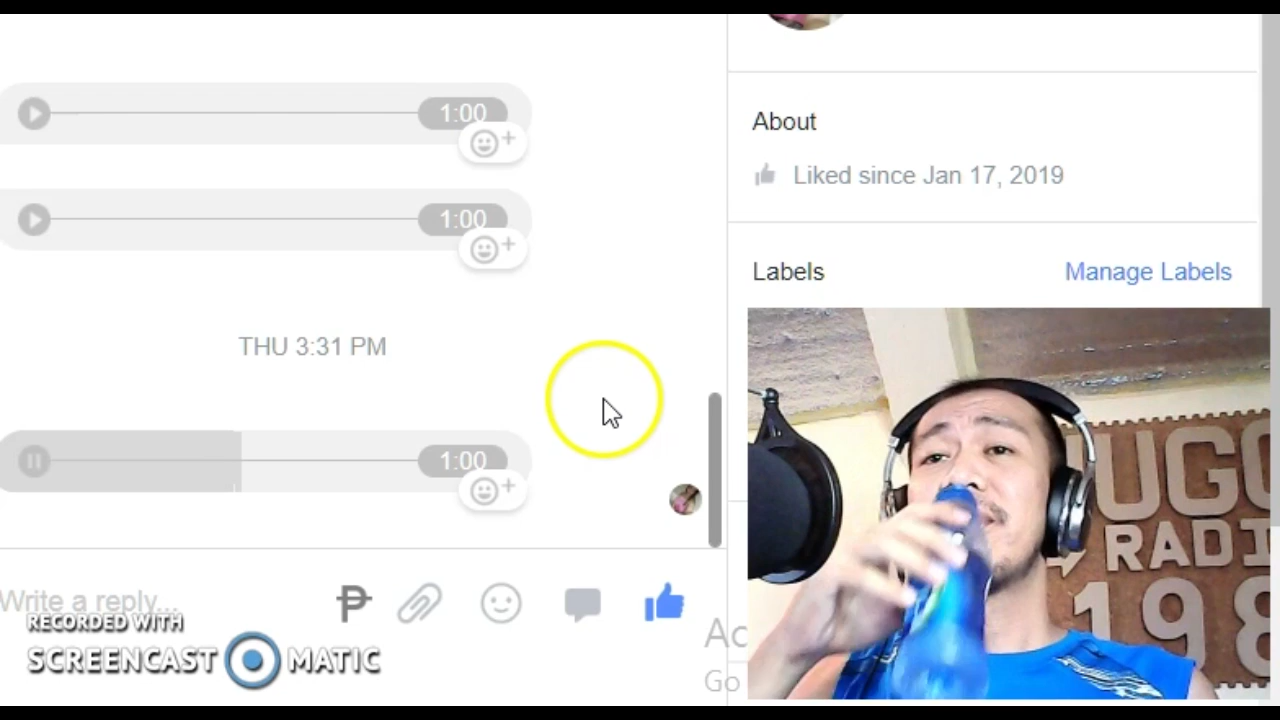 1:00
1:00
THU 3:31 PM
1:00
Write a reply...
RECORDED WITH
SCREENCAST MATIC
About
Liked since Jan 17, 2019
Labels
Manage Labels
Go
UGO
RADI
198